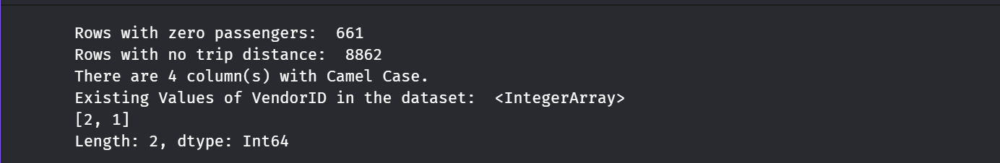 Rows with zero passengers:  661
Rows with no trip distance:  8862
There are 4 column(s) with Camel Case.
Existing Values of VendorID in the dataset:  <IntegerArray>
[2, 1]
Length: 2, dtype: Int64